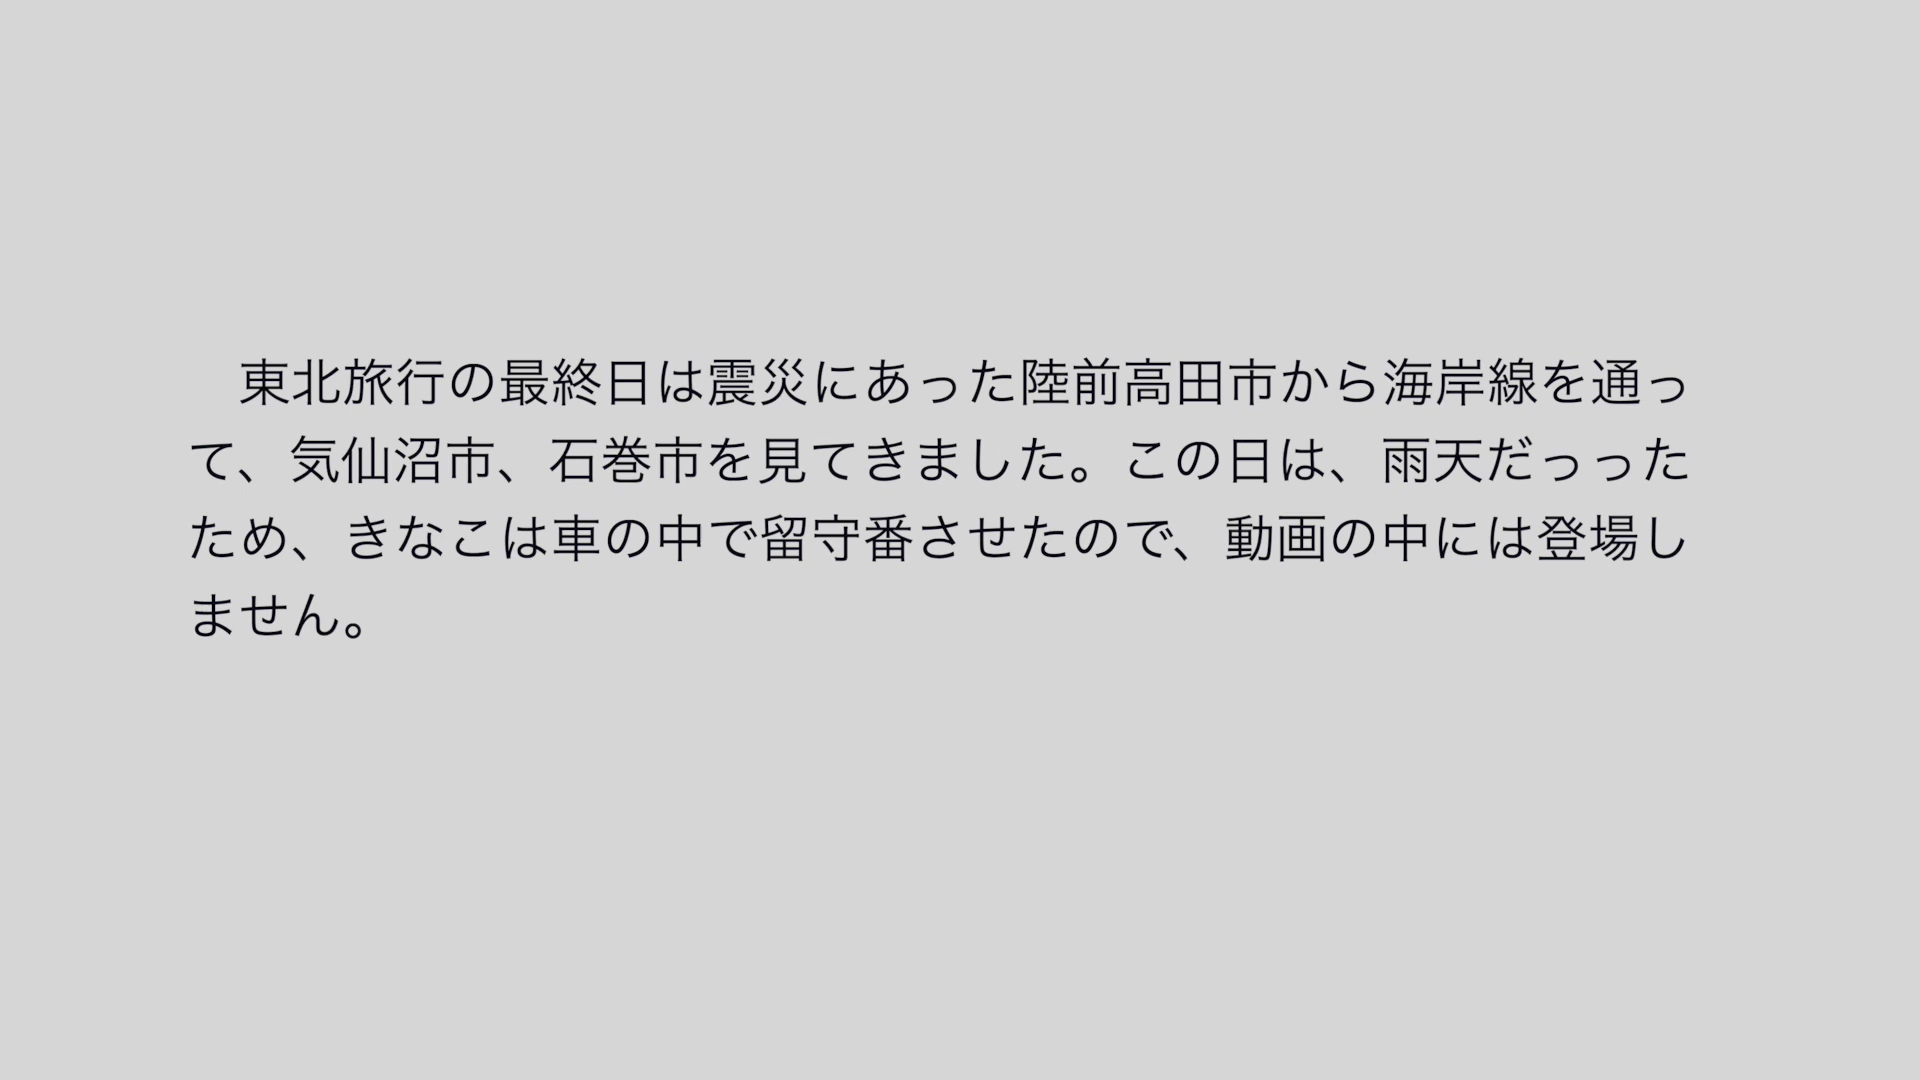 東北旅行の最終日は震災にあった陸前高田市から海岸線を通っ
て、気仙沼市、石巻市を見てきました。この日は、雨天だっった
ため、きなこは車の中で留守番させたので、動画の中には登場し
ません。